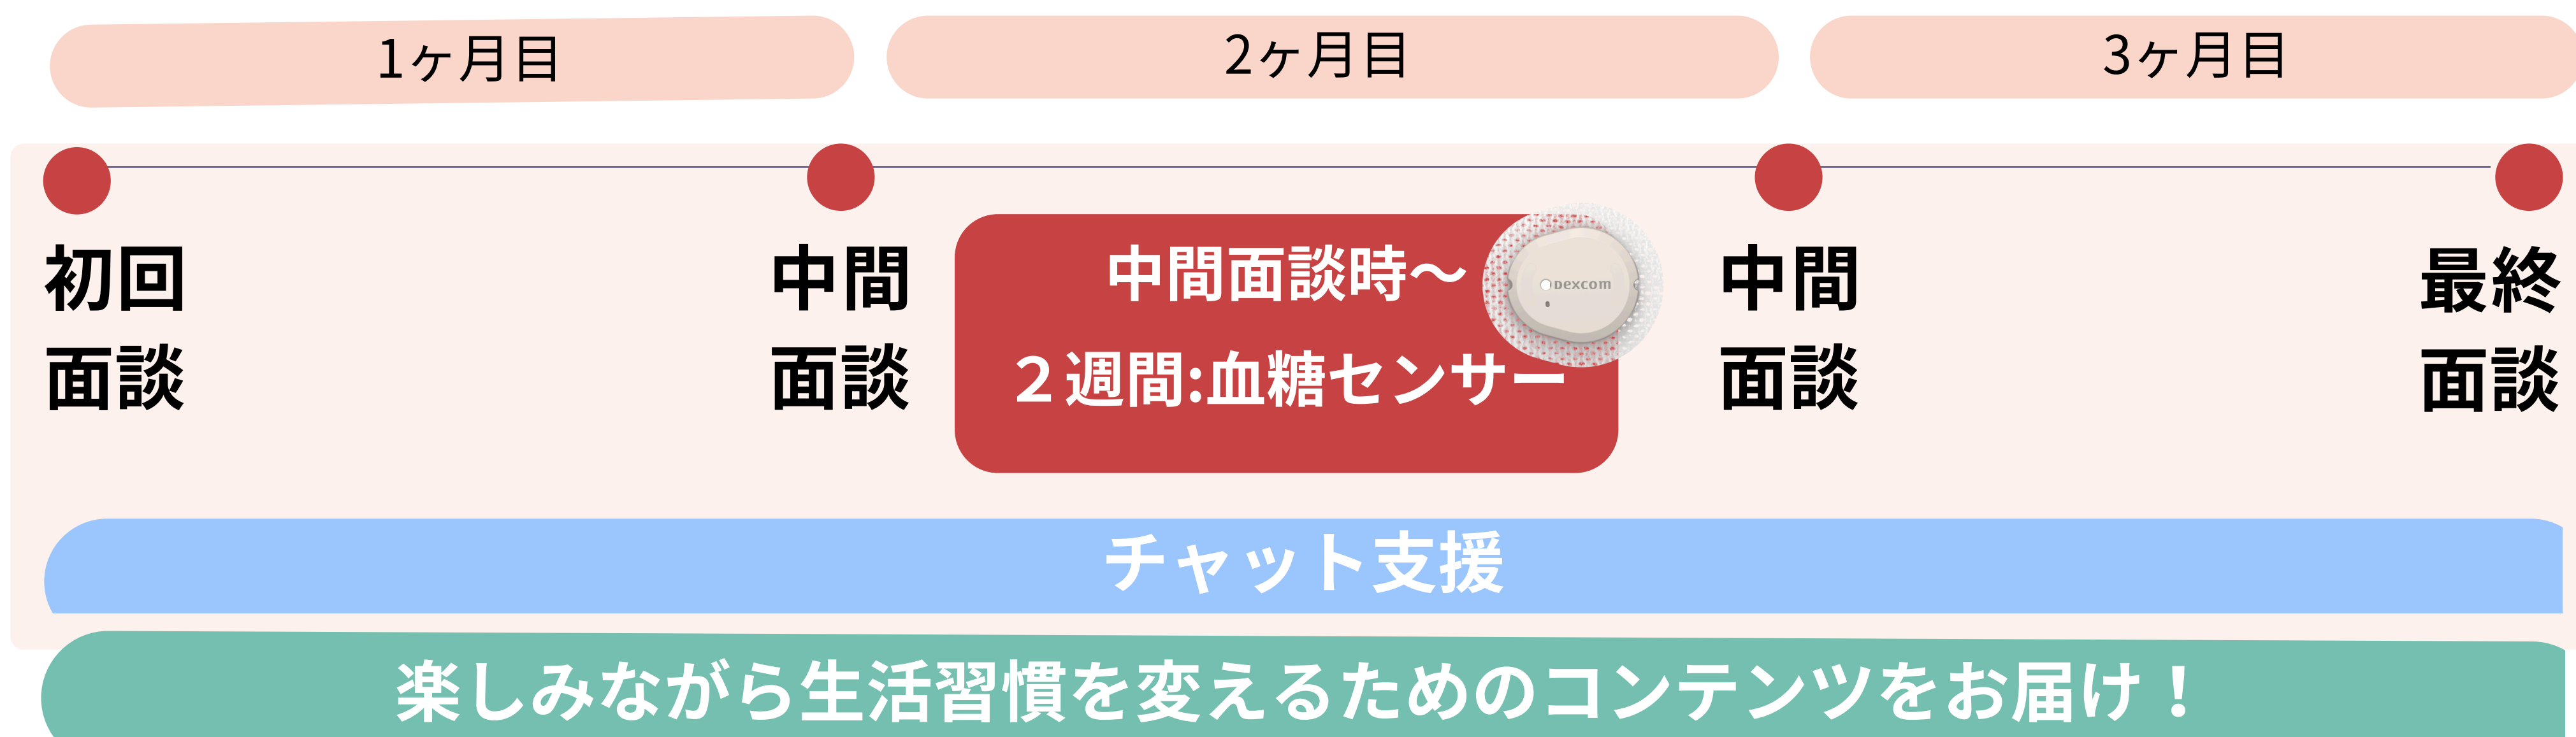 1ヶ月目
2ヶ月目
3ヶ月目
初回
面談
中間
面談
中間面談時〜
２週間:血糖センサー
Dexcom
中間
面談
最終
面談
チャット支援
楽しみながら生活習慣を変えるためのコンテンツをお届け！